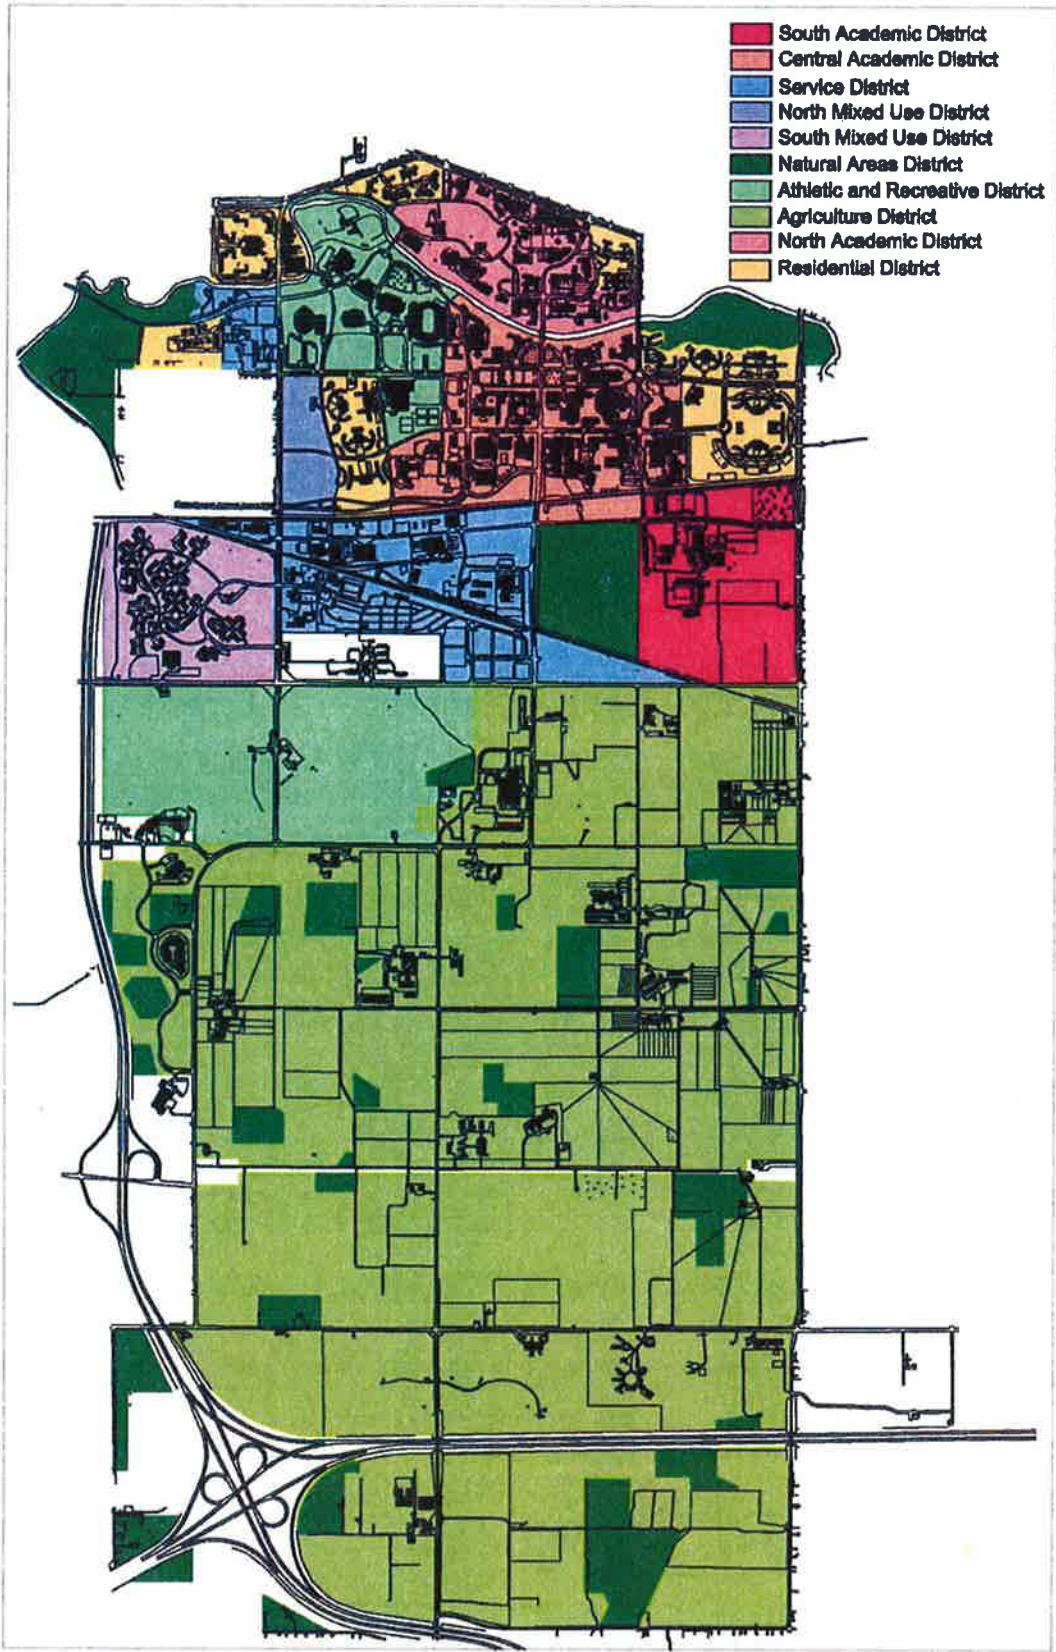 South Academic District
Central Academic District
Service District
North Mixed Use District
South Mixed Use District
Natural Areas District
Athletic and Recreative District
Agriculture District
North Academic District
Residential District